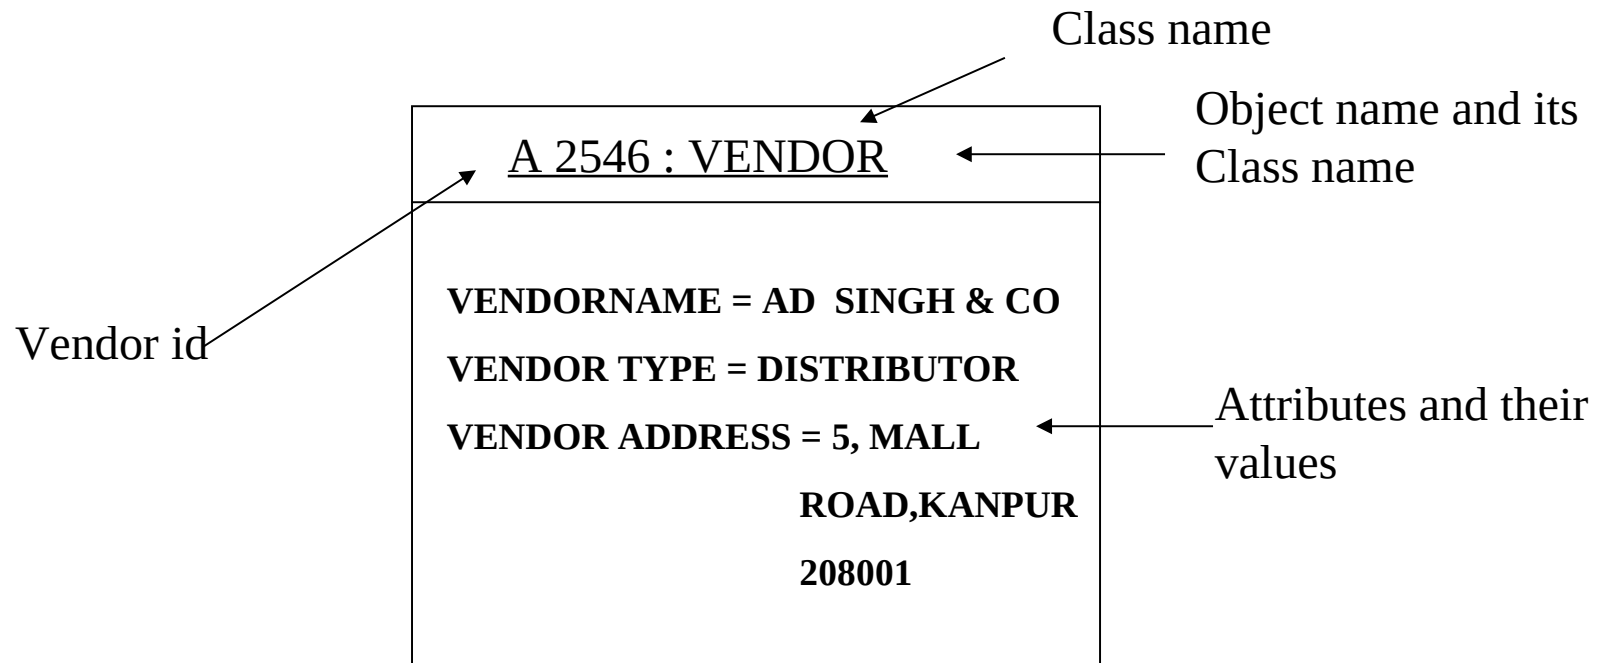 Class name
Object name and its
Class name
A 2546 : VENDOR
VENDORNAME = AD SINGH & CO
Vendor id
VENDOR TYPE = DISTRIBUTOR
Attributes and their
values
VENDOR ADDRESS = 5, MALL
ROAD,KANPUR
208001